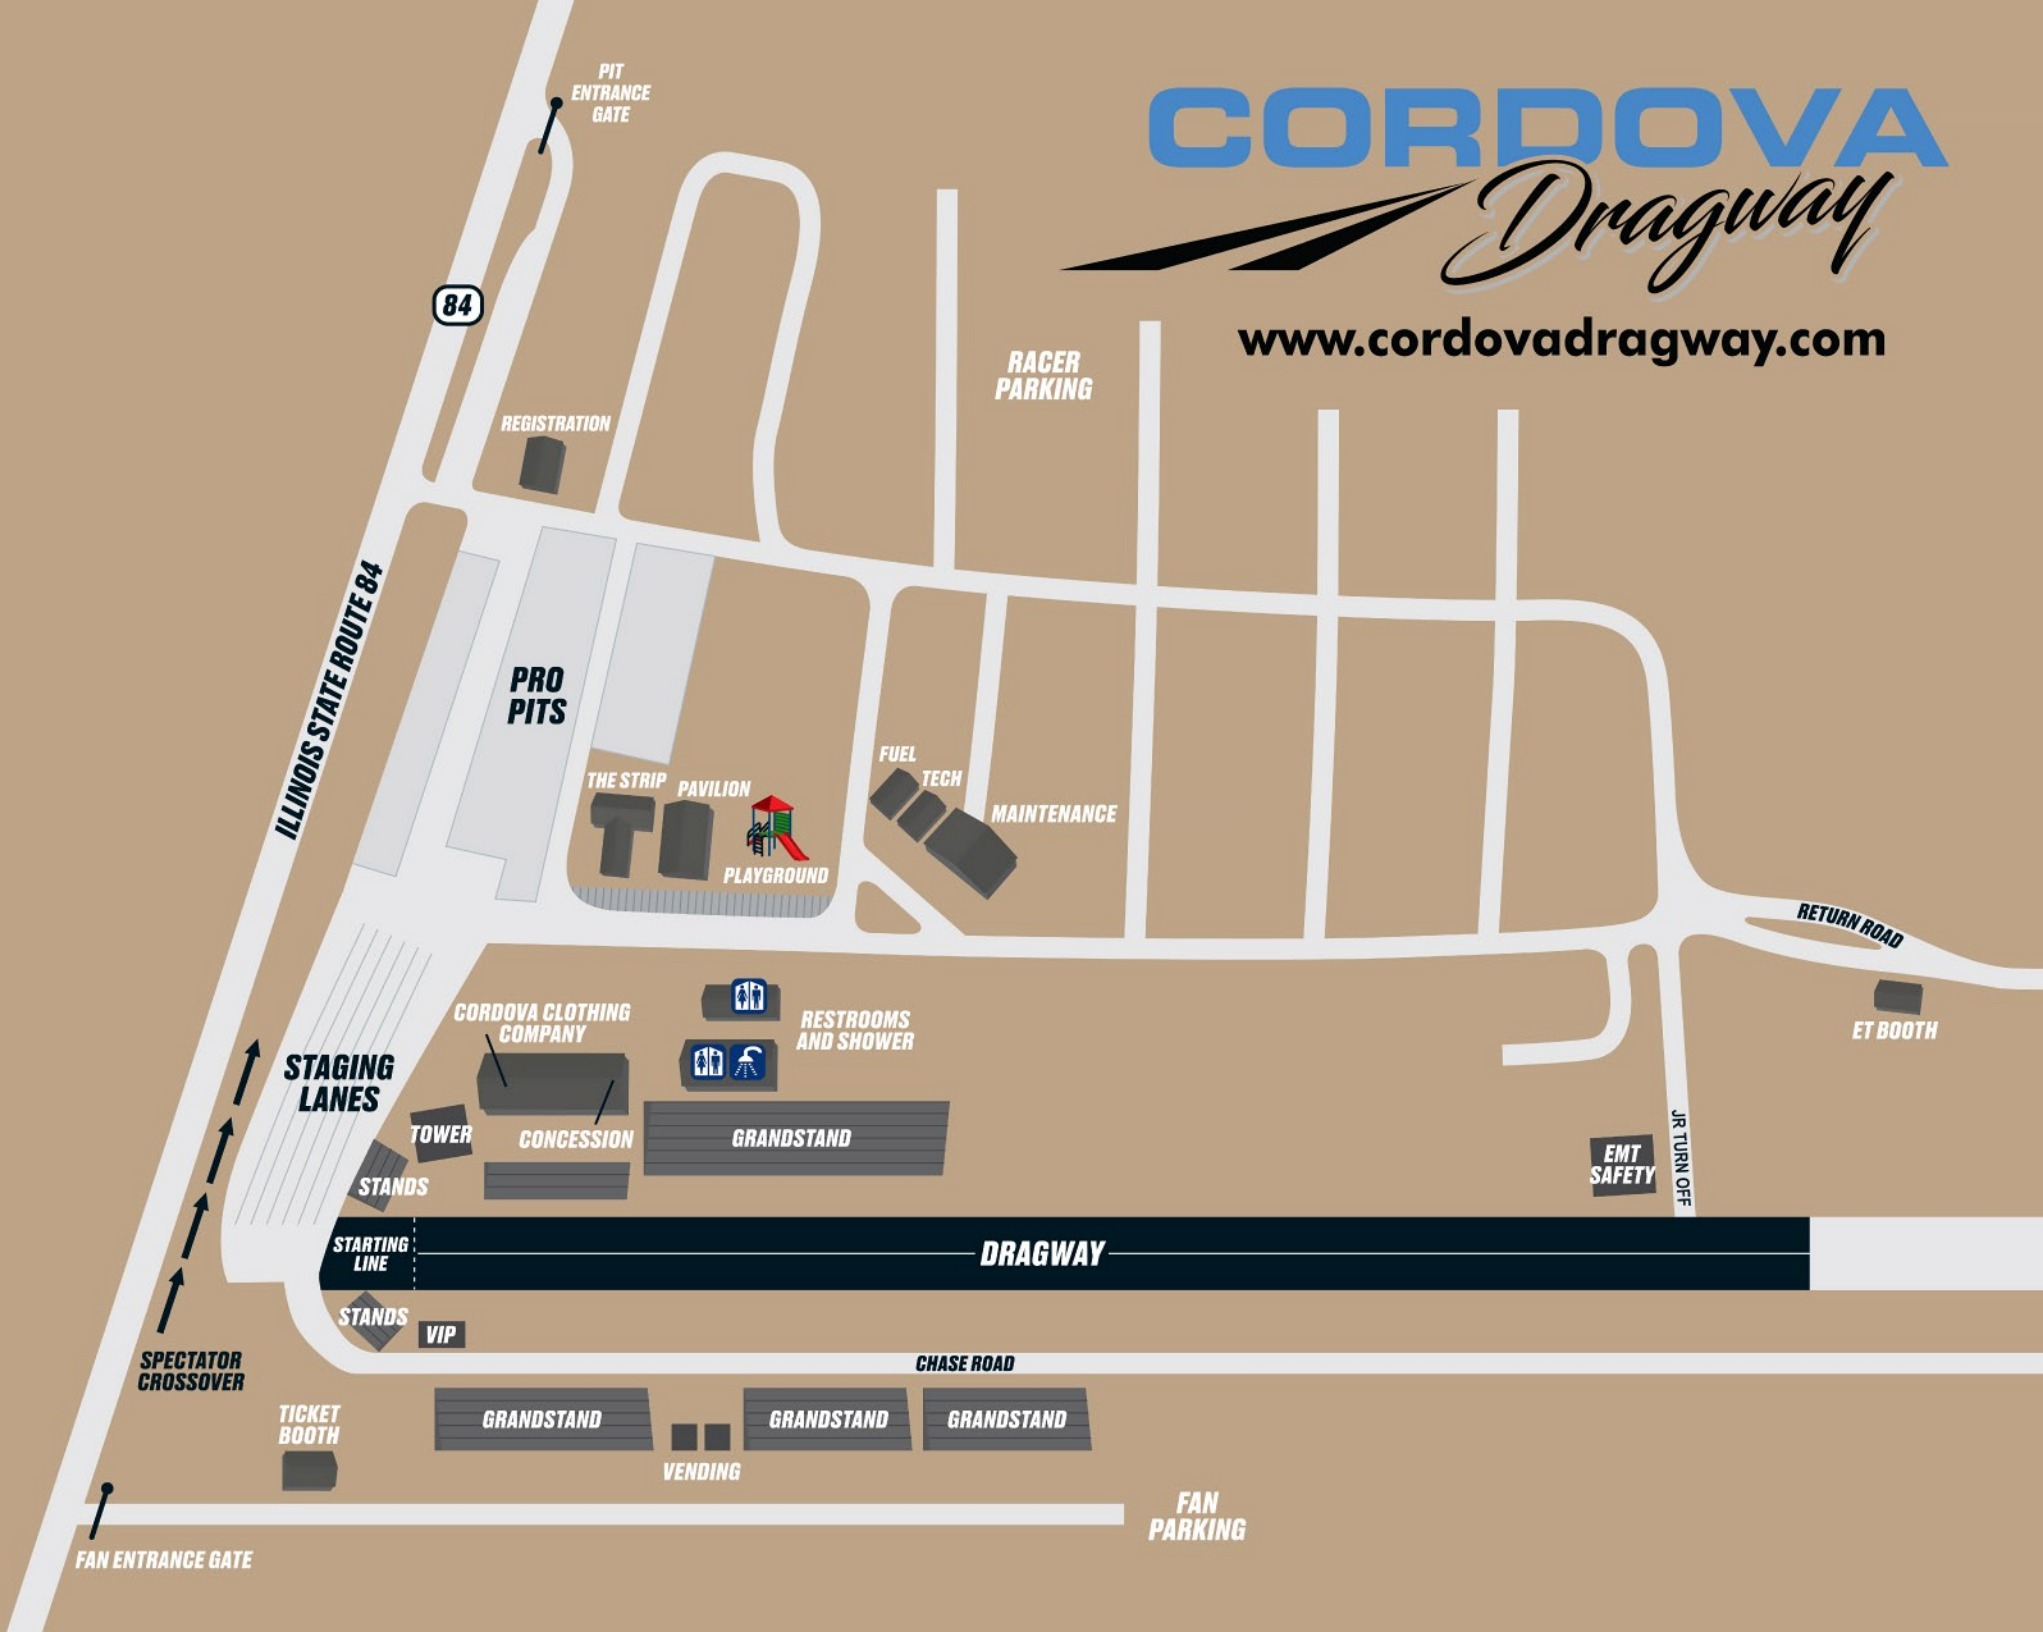 PIT
ENTRANCE
GATE
CORDOVA
Dragway
www.cordovadragway.com
84
RACER
PARKING
REGISTRATION
ILLINOIS STATE ROUTE 84
PRO
PITS
FUEL
TECH
THE STRIP
PAVILION
MAINTENANCE
PLAYGROUND
RETURN ROAD
CORDOVA CLOTHING
COMPANY
RESTROOMS
AND SHOWER
ET BOOTH
STAGING
LANES
TOWER
CONCESSION
GRANDSTAND
JR TURN OFF
EMT
SAFETY
STANDS
STARTING
LINE
DRAGWAY
STANDS
VIP
SPECTATOR
CROSSOVER
CHASE ROAD
TICKET
BOOTH
GRANDSTAND
GRANDSTAND
GRANDSTAND
VENDING
FAN
PARKING
FAN ENTRANCE GATE